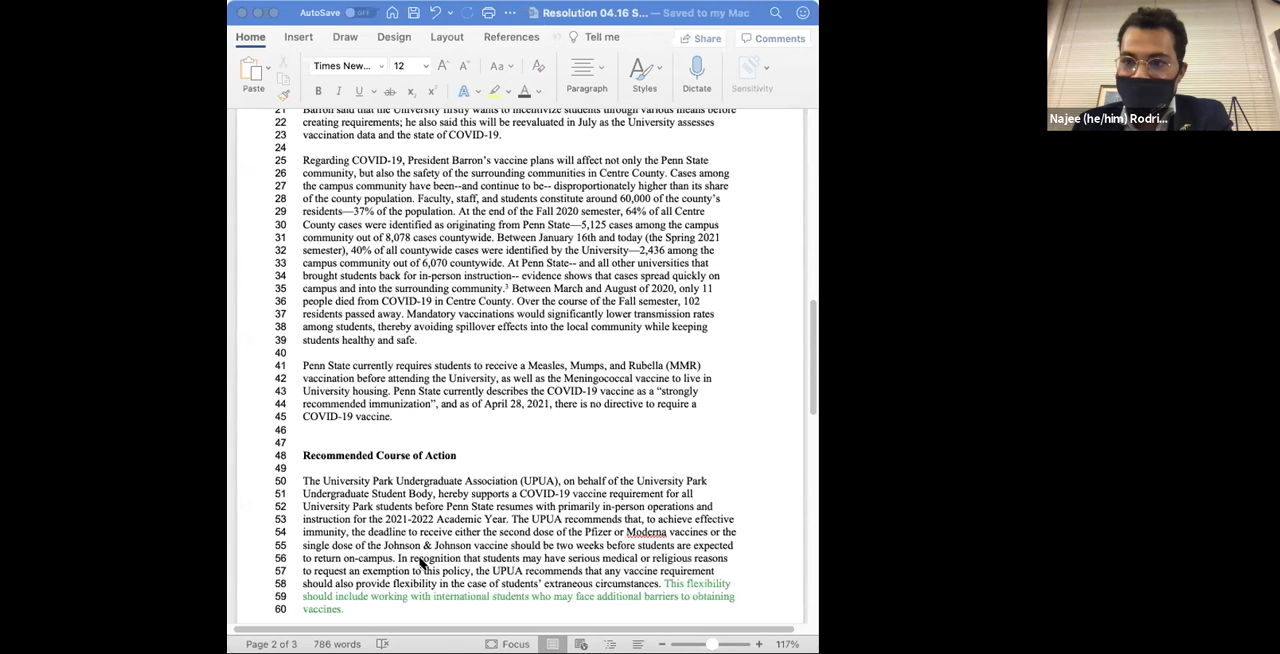 AutoSave OFF Resolution 04.16 S... — Saved to my Mac
Home Insert Draw Design Layout References Tell me Share Comments
Paste Times New... 12 Aa Paragraph Styles Dictate Sensitivity
B I U ab x₂ x² A A
21 Barron said that the University firstly wants to incentivize students through various means before
22 creating requirements; he also said this will be reevaluated in July as the University assesses
23 vaccination data and the state of COVID-19.
24
25 Regarding COVID-19, President Barron’s vaccine plans will affect not only the Penn State
26 community, but also the safety of the surrounding communities in Centre County. Cases among
27 the campus community have been--and continue to be-- disproportionately higher than its share
28 of the county population. Faculty, staff, and students constitute around 60,000 of the county’s
29 residents—37% of the population. At the end of the Fall 2020 semester, 64% of all Centre
30 County cases were identified as originating from Penn State—5,125 cases among the campus
31 community out of 8,078 cases countywide. Between January 16th and today (the Spring 2021
32 semester), 40% of all countywide cases were identified by the University—2,436 among the
33 campus community out of 6,070 countywide. At Penn State-- and all other universities that
34 brought students back for in-person instruction-- evidence shows that cases spread quickly on
35 campus and into the surrounding community.³ Between March and August of 2020, only 11
36 people died from COVID-19 in Centre County. Over the course of the Fall semester, 102
37 residents passed away. Mandatory vaccinations would significantly lower transmission rates
38 among students, thereby avoiding spillover effects into the local community while keeping
39 students healthy and safe.
40
41 Penn State currently requires students to receive a Measles, Mumps, and Rubella (MMR)
42 vaccination before attending the University, as well as the Meningococcal vaccine to live in
43 University housing. Penn State currently describes the COVID-19 vaccine as a “strongly
44 recommended immunization”, and as of April 28, 2021, there is no directive to require a
45 COVID-19 vaccine.
46
47
48 Recommended Course of Action
49
50 The University Park Undergraduate Association (UPUA), on behalf of the University Park
51 Undergraduate Student Body, hereby supports a COVID-19 vaccine requirement for all
52 University Park students before Penn State resumes with primarily in-person operations and
53 instruction for the 2021-2022 Academic Year. The UPUA recommends that, to achieve effective
54 immunity, the deadline to receive either the second dose of the Pfizer or Moderna vaccines or the
55 single dose of the Johnson & Johnson vaccine should be two weeks before students are expected
56 to return on-campus. In recognition that students may have serious medical or religious reasons
57 to request an exemption to this policy, the UPUA recommends that any vaccine requirement
58 should also provide flexibility in the case of students’ extraneous circumstances. This flexibility
59 should include working with international students who may face additional barriers to obtaining
60 vaccines.
Page 2 of 3 786 words Focus 117%
Najee (he/him) Rodri...